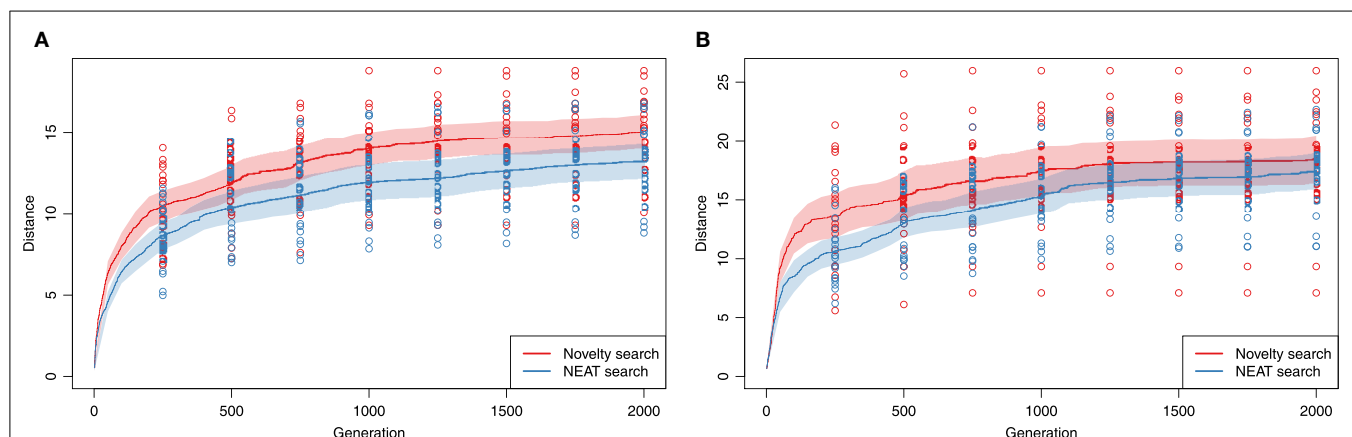 A
B
Distance
15
10
5
0
Novelty search
NEAT search
0 500 1000 1500 2000
Generation
Distance
25
20
15
10
5
0
Novelty search
NEAT search
0 500 1000 1500 2000
Generation